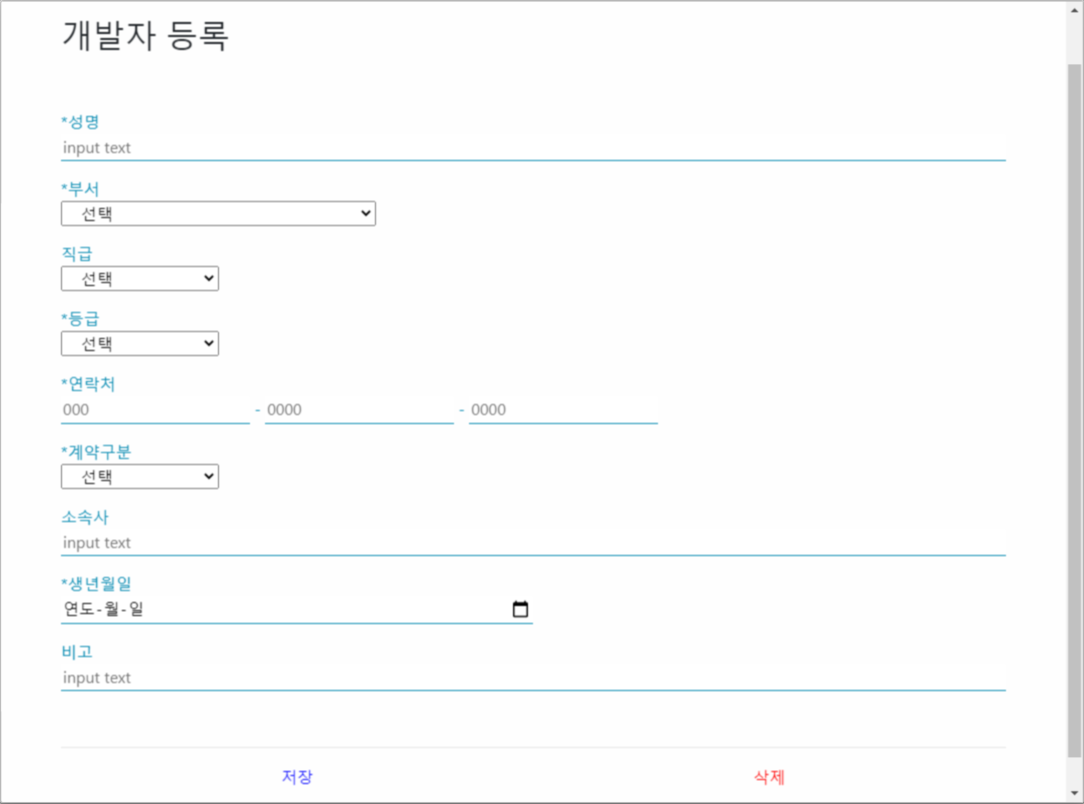 개발자 등록
*성명
input text
*부서
선택
직급
선택
*등급
선택
*연락처
000 - 0000 - 0000
*계약구분
선택
소속사
input text
*생년월일
연도-월-일
비고
input text
저장 삭제